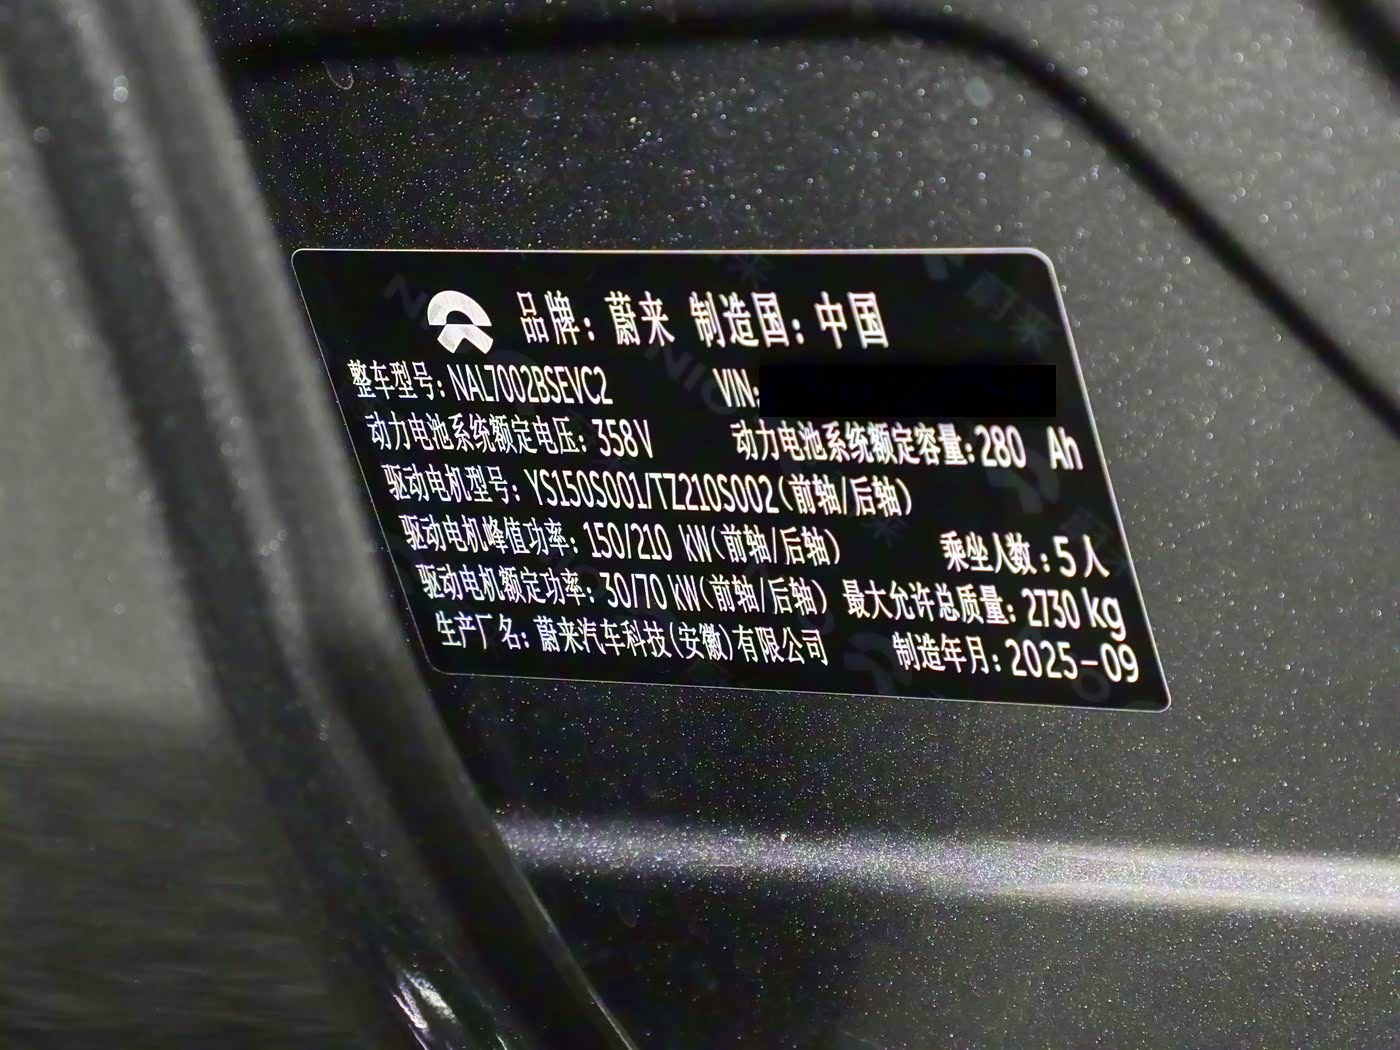 品牌：蔚来 制造国：中国
整车型号：NAL7002BSEVC2 VIN:
动力电池系统额定电压：358V 动力电池系统额定容量：280 Ah
驱动电机型号：YS150S001/TZ210S002(前轴/后轴)
驱动电机峰值功率：150/210 kW(前轴/后轴) 乘坐人数：5人
驱动电机额定功率：30/70 kW(前轴/后轴) 最大允许总质量：2730 kg
生产厂名：蔚来汽车科技(安徽)有限公司 制造年月：2025-09